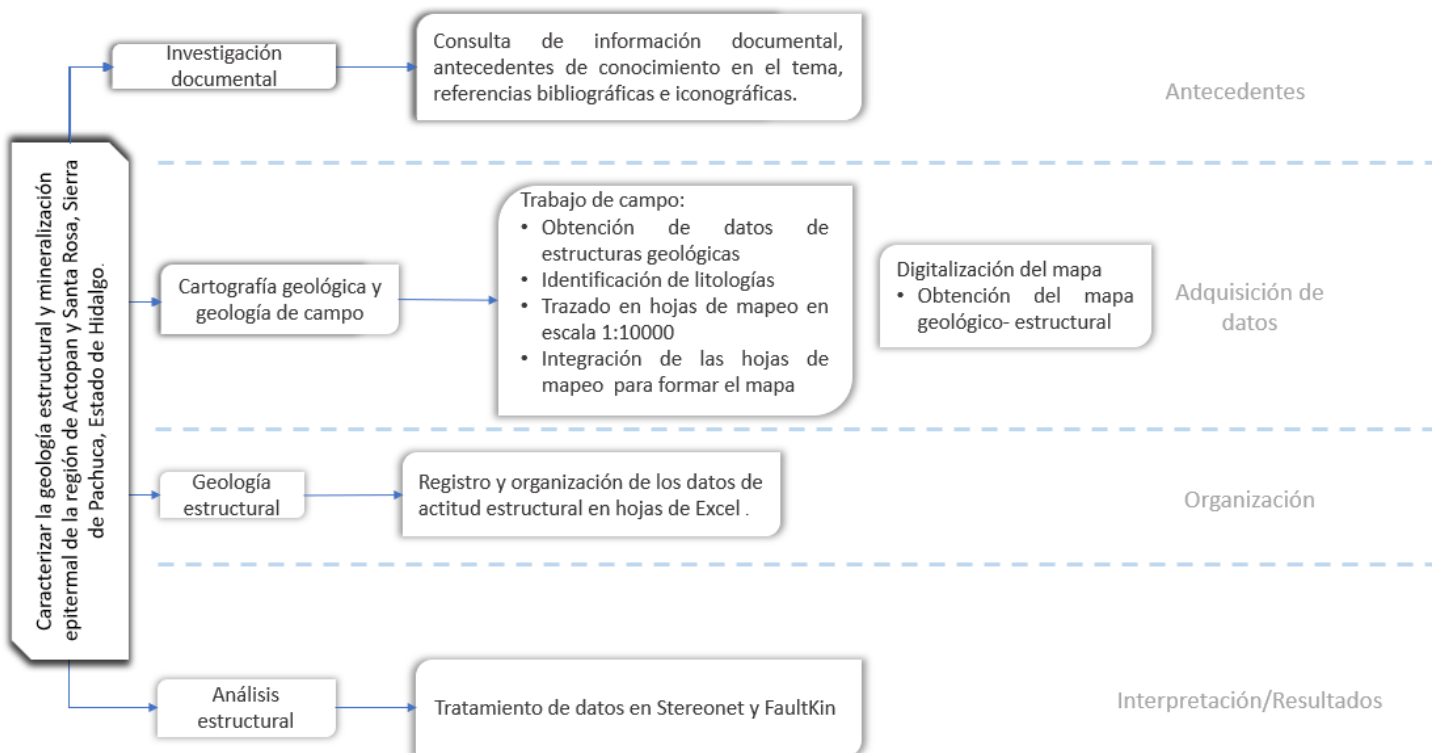 Caracterizar la geología estructural y mineralización
epitermal de la región de Actopan y Santa Rosa, Sierra
de Pachuca, Estado de Hidalgo.
Investigación
documental
Consulta de información documental,
antecedentes de conocimiento en el tema,
referencias bibliográficas e iconográficas.
Antecedentes
Cartografía geológica y
geología de campo
Trabajo de campo:
• Obtención de datos de
estructuras geológicas
• Identificación de litologías
• Trazado en hojas de mapeo en
escala 1:10000
• Integración de las hojas de
mapeo para formar el mapa
Digitalización del mapa
• Obtención del mapa
geológico- estructural
Adquisición de
datos
Geología
estructural
Registro y organización de los datos de
actitud estructural en hojas de Excel .
Organización
Análisis
estructural
Tratamiento de datos en Stereonet y FaultKin
Interpretación/Resultados